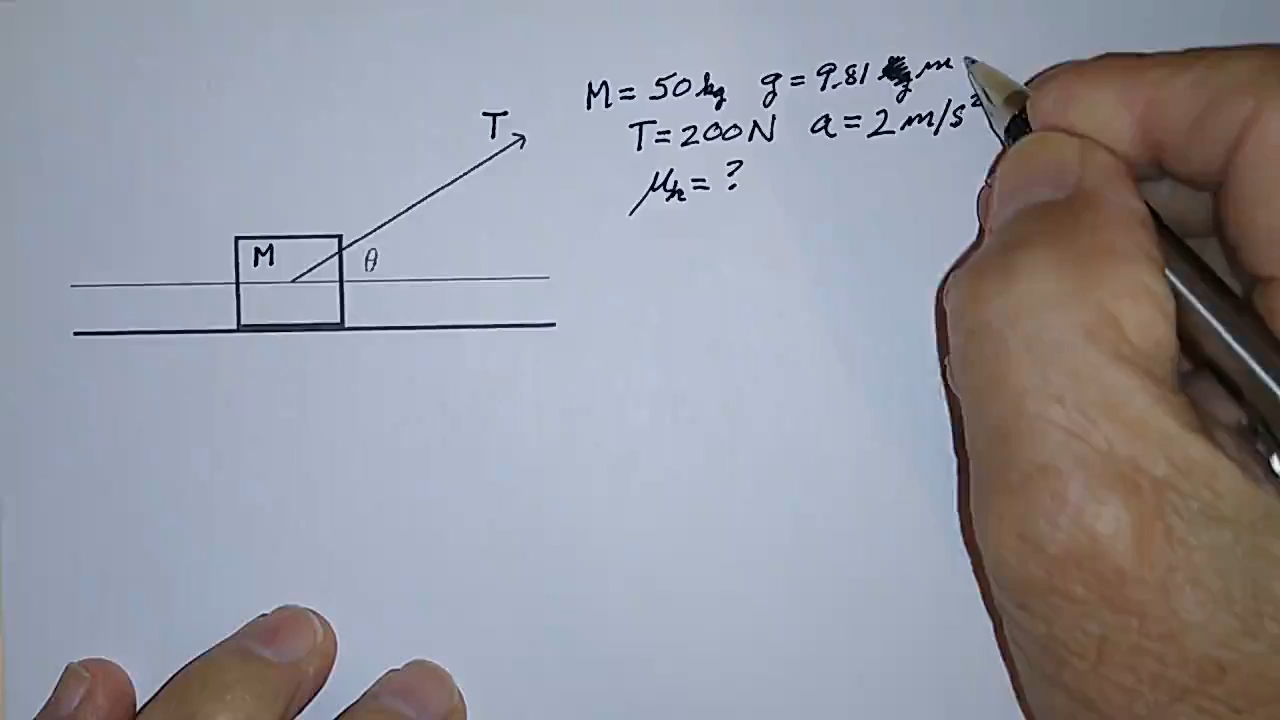 M = 50 kg g = 9.81 m
T = 200 N a = 2 m/s²
μk = ?
T
M
θ